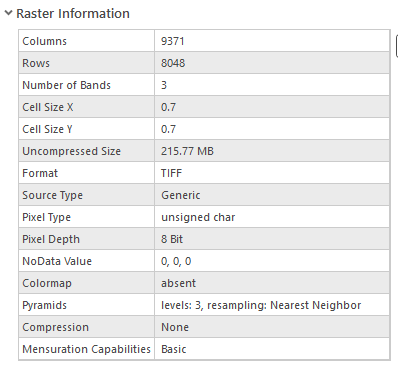 Raster Information
Columns 9371
Rows 8048
Number of Bands 3
Cell Size X 0.7
Cell Size Y 0.7
Uncompressed Size 215.77 MB
Format TIFF
Source Type Generic
Pixel Type unsigned char
Pixel Depth 8 Bit
NoData Value 0, 0, 0
Colormap absent
Pyramids levels: 3, resampling: Nearest Neighbor
Compression None
Mensuration Capabilities Basic